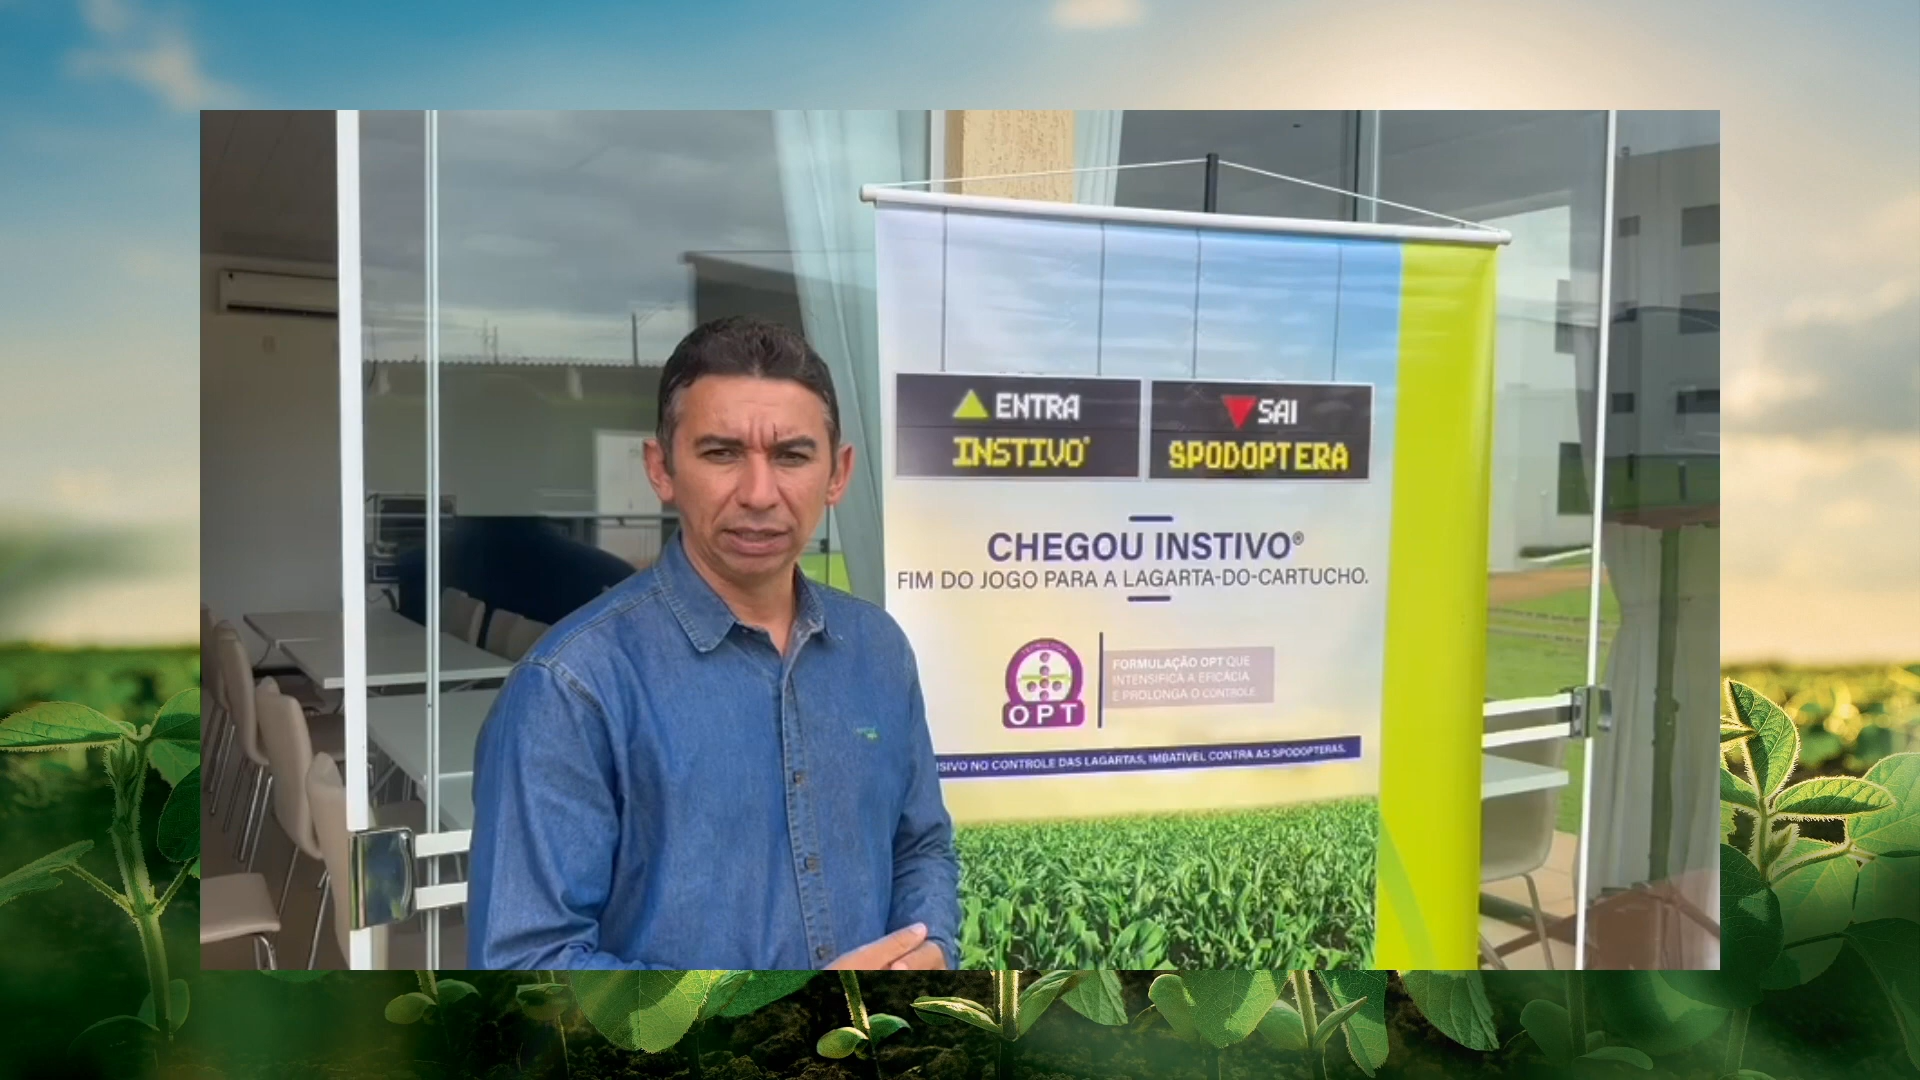 ENTRA
INSTIVO®
SAI
SPODOPTERA
CHEGOU INSTIVO®
FIM DO JOGO PARA A LAGARTA-DO-CARTUCHO.
TECNOLOGIA
OPT
FORMULAÇÃO OPT QUE
INTENSIFICA A EFICÁCIA
E PROLONGA O CONTROLE
NO CONTROLE DAS LAGARTAS, IMBATÍVEL CONTRA AS SPODOPTERAS.